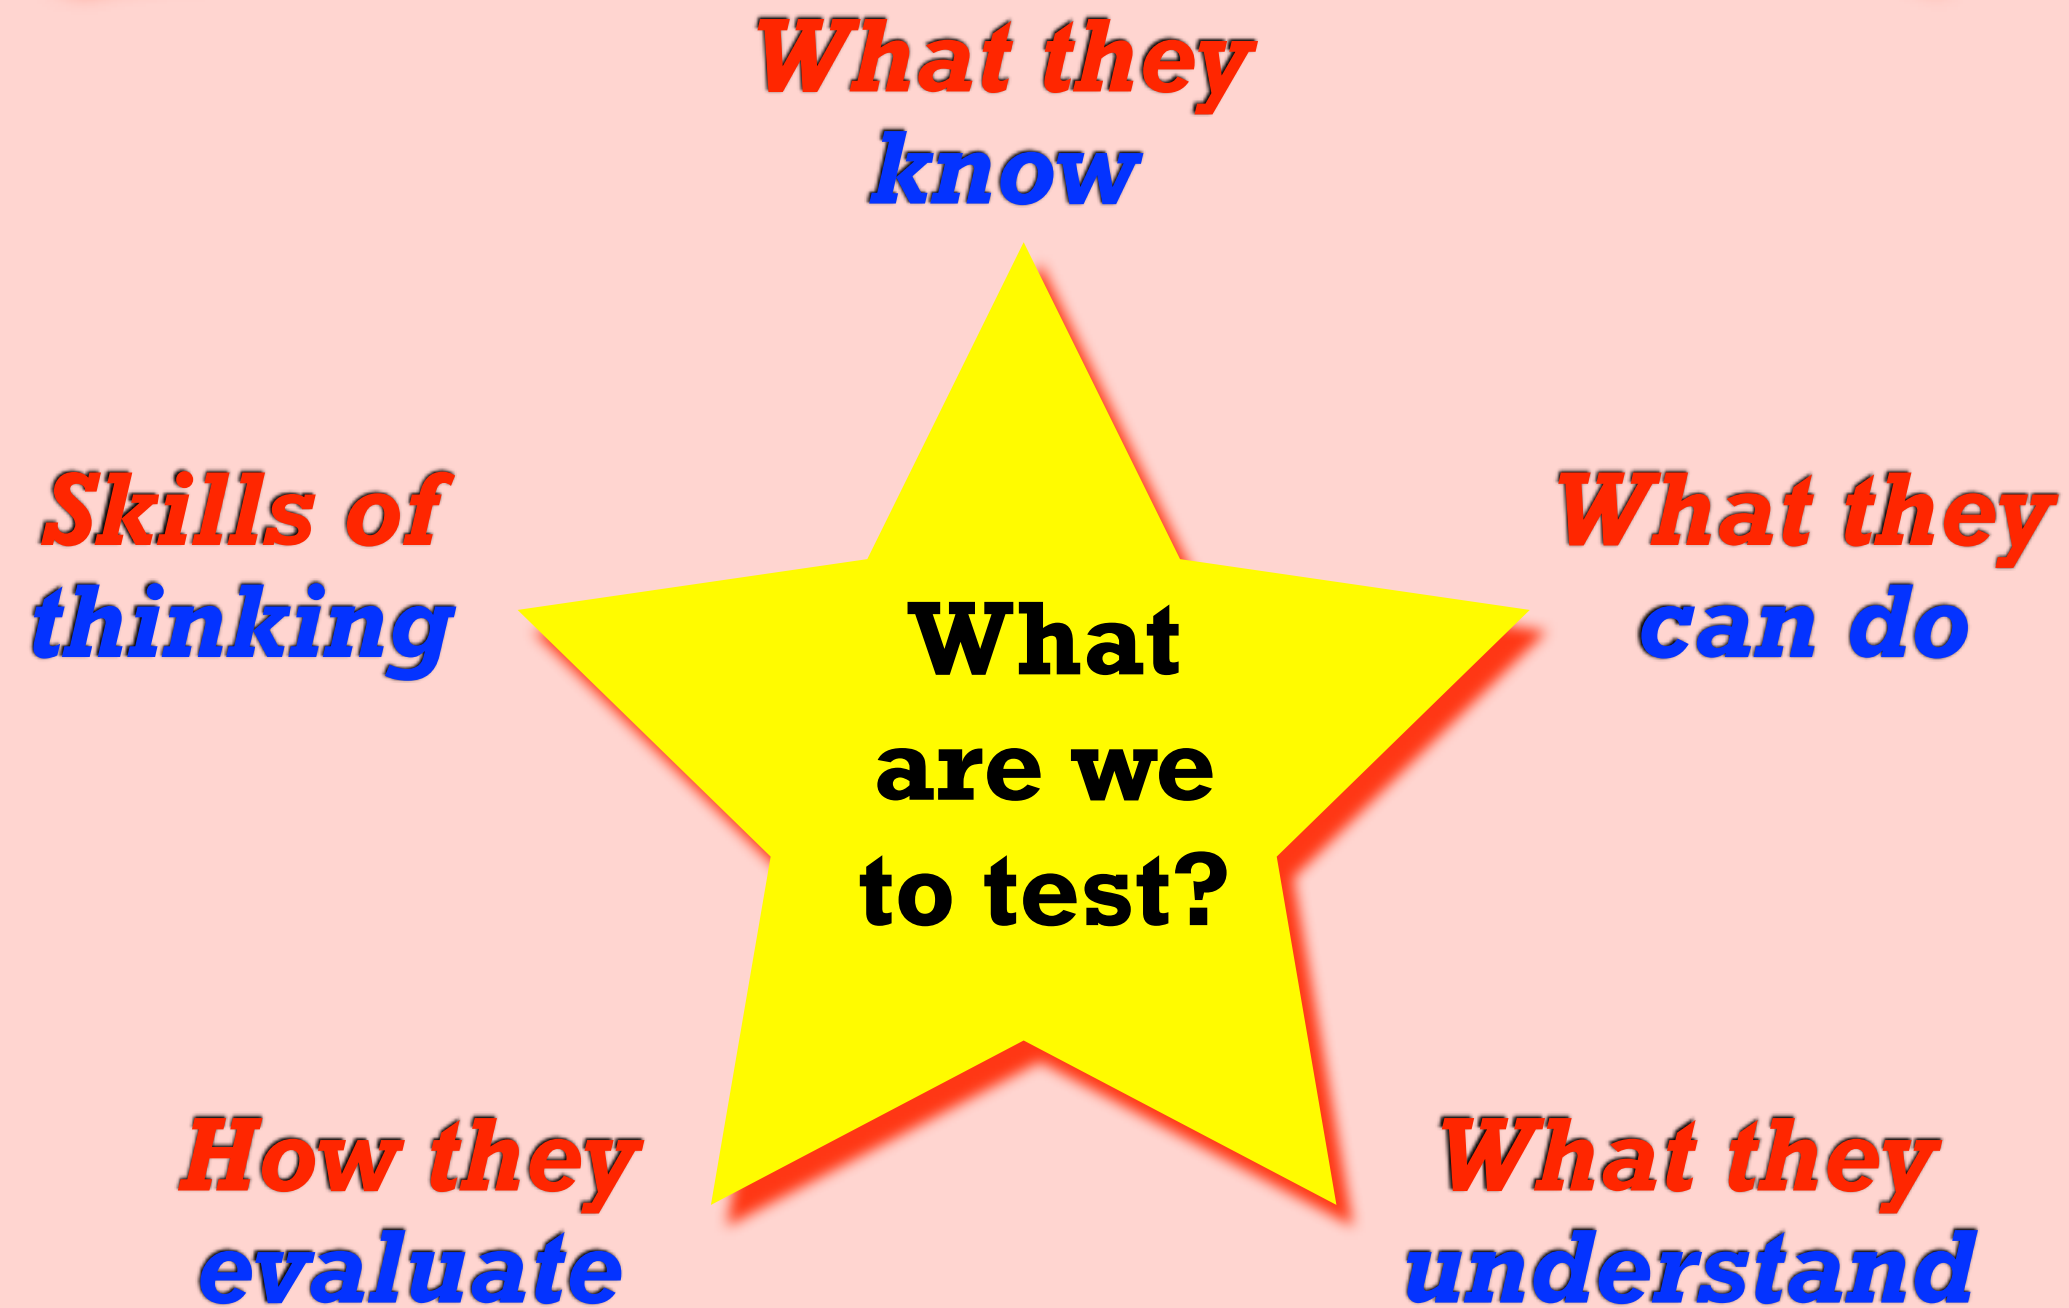 What they
know
Skills of
thinking
What they
can do
What
are we
to test?
How they
evaluate
What they
understand